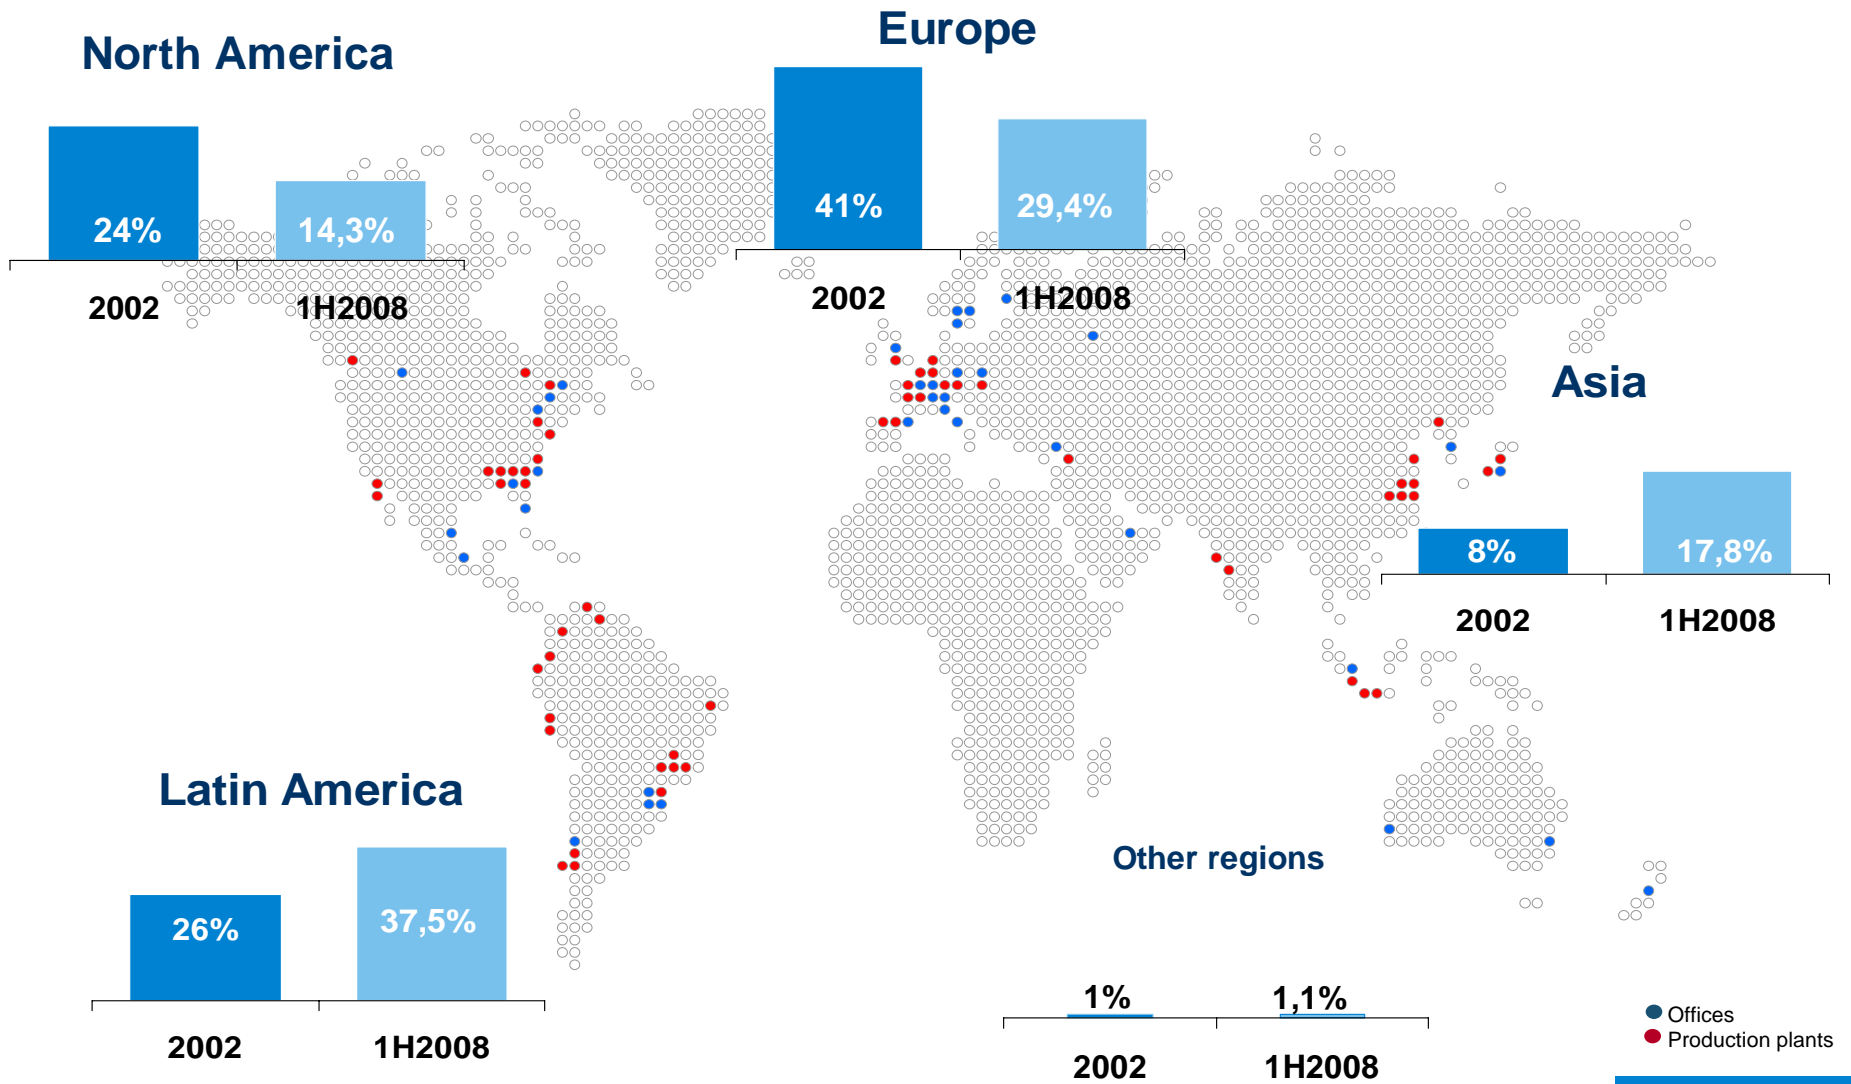 North America
24%
14,3%
2002
1H2008
Europe
41%
29,4%
2002
1H2008
Asia
8%
17,8%
2002
1H2008
Latin America
26%
37,5%
2002
1H2008
Other regions
1%
1,1%
2002
1H2008
Offices
Production plants